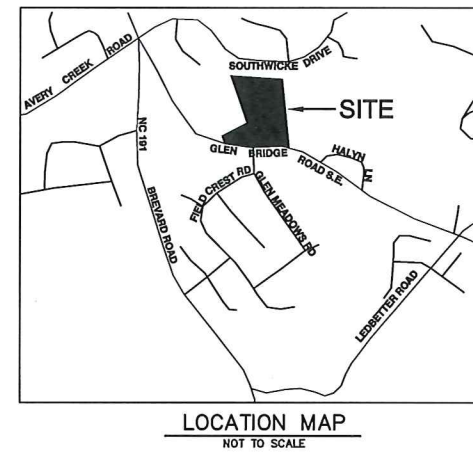 AVERY CREEK ROAD
SOUTHWICKE DRIVE
SITE
NC 191
BREVARD ROAD
GLEN BRIDGE ROAD S.E.
HALYN LN
FIELD CREST RD
GLEN MEADOWS RD
LEDBETTER ROAD
LOCATION MAP
NOT TO SCALE